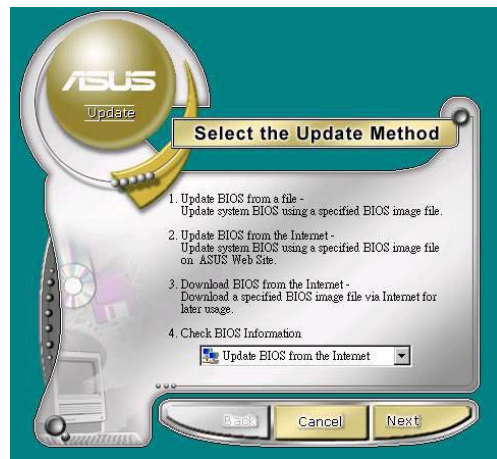 ASUS
Update
Select the Update Method
1. Update BIOS from a file -
Update system BIOS using a specified BIOS image file.
2. Update BIOS from the Internet -
Update system BIOS using a specified BIOS image file
on ASUS Web Site.
3. Download BIOS from the Internet -
Download a specified BIOS image file via Internet for
later usage.
4. Check BIOS Information
Update BIOS from the Internet
Back Cancel Next